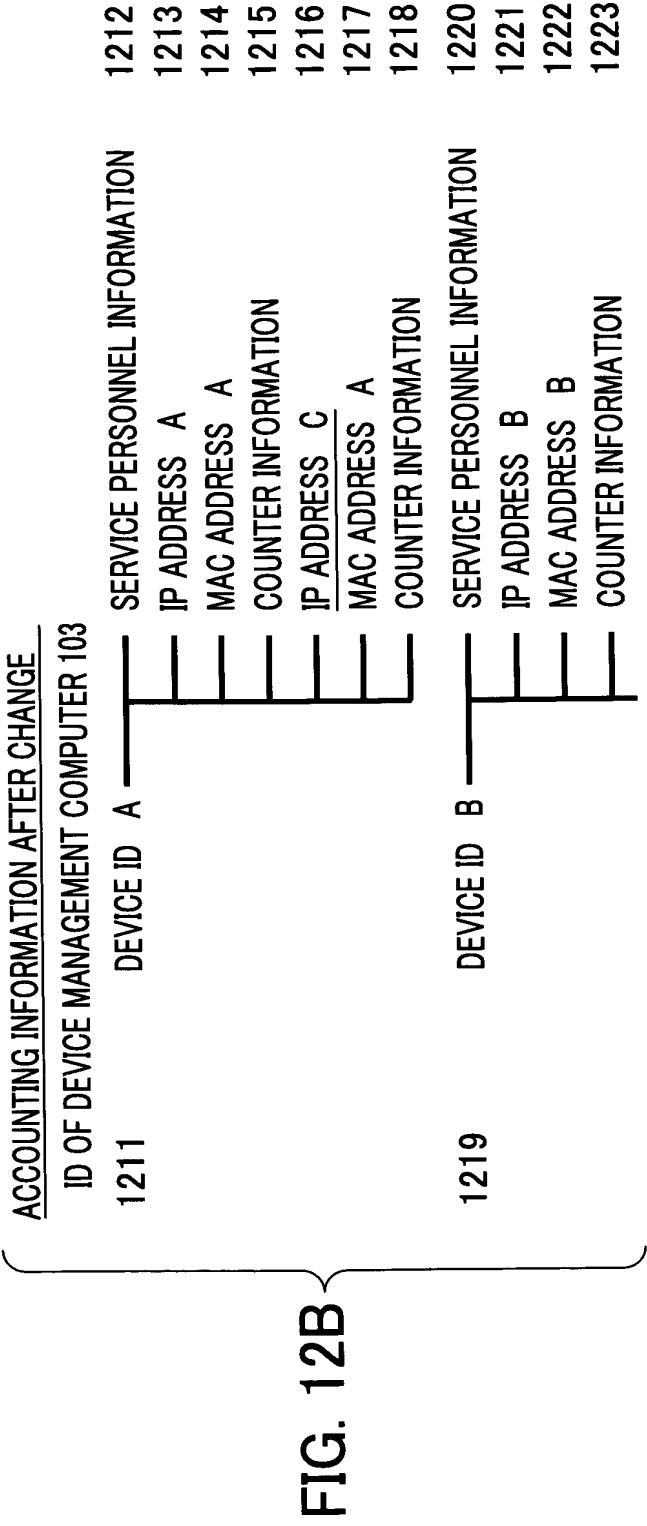 FIG. 12B
ACCOUNTING INFORMATION AFTER CHANGE
ID OF DEVICE MANAGEMENT COMPUTER 103
1211 DEVICE ID A SERVICE PERSONNEL INFORMATION 1212
IP ADDRESS A 1213
MAC ADDRESS A 1214
COUNTER INFORMATION 1215
IP ADDRESS C 1216
MAC ADDRESS A 1217
COUNTER INFORMATION 1218
1219 DEVICE ID B SERVICE PERSONNEL INFORMATION 1220
IP ADDRESS B 1221
MAC ADDRESS B 1222
COUNTER INFORMATION 1223